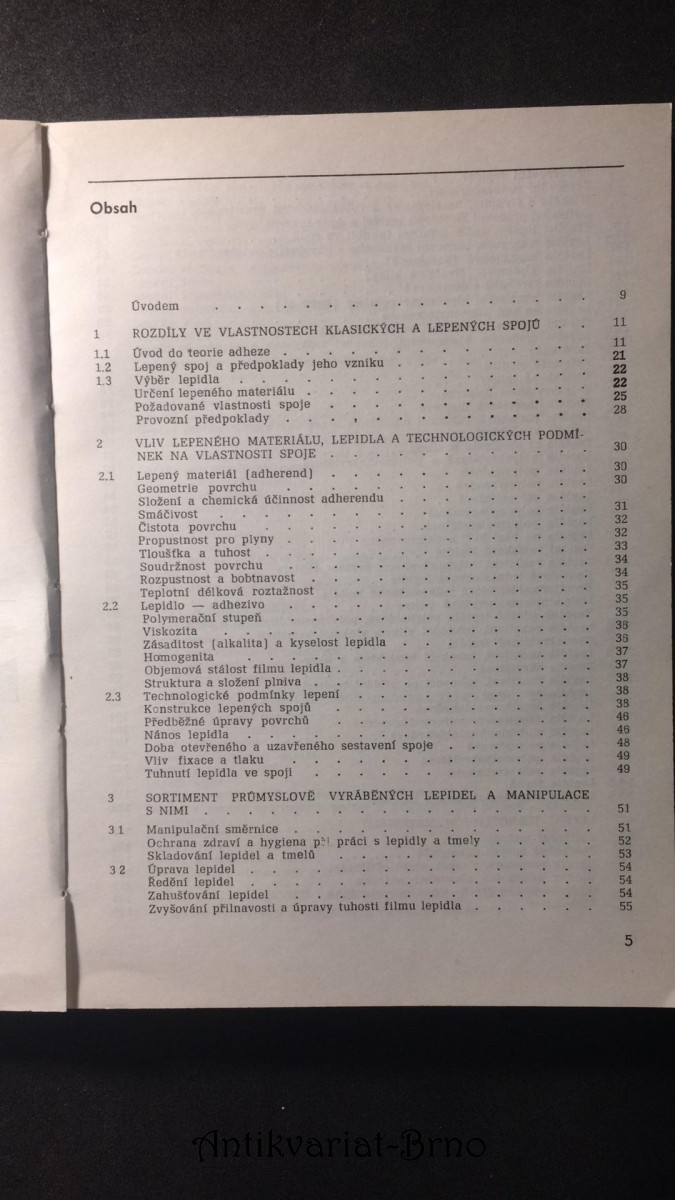 Obsah
Úvodem . . . . . . . . . . . . . . . 9
1 ROZDÍLY VE VLASTNOSTECH KLASICKÝCH A LEPENÝCH SPOJŮ . . 11
1.1 Úvod do teorie adheze . . . . . . . . . . . 11
1.2 Lepený spoj a předpoklady jeho vzniku . . . . . . . 21
1.3 Výběr lepidla . . . . . . . . . . . . . 22
Určení lepeného materiálu . . . . . . . . . . 22
Požadované vlastnosti spoje . . . . . . . . . . 25
Provozní předpoklady . . . . . . . . . . . 28
2 VLIV LEPENÉHO MATERIÁLU, LEPIDLA A TECHNOLOGICKÝCH PODMÍ-
NEK NA VLASTNOSTI SPOJE . . . . . . . . . . 30
2.1 Lepený materiál (adherend) . . . . . . . . . . 30
Geometrie povrchu . . . . . . . . . . . . 30
Složení a chemická účinnost adherendu . . . . . . .
Smáčivost . . . . . . . . . . . . . 31
Čistota povrchu . . . . . . . . . . . . 32
Propustnost pro plyny . . . . . . . . . . . 32
Tloušťka a tuhost . . . . . . . . . . . . 33
Soudržnost povrchu . . . . . . . . . . . 34
Rozpustnost a bobtnavost . . . . . . . . . . 34
Teplotní délková roztažnost . . . . . . . . . . 35
2.2 Lepidlo — adhezivo . . . . . . . . . . . 35
Polymerační stupeň . . . . . . . . . . . 35
Viskozita . . . . . . . . . . . . . 36
Zásaditost (alkalita) a kyselost lepidla . . . . . . . 36
Homogenita . . . . . . . . . . . . . 37
Objemová stálost filmu lepidla . . . . . . . . . 37
Struktura a složení plniva . . . . . . . . . . 38
2.3 Technologické podmínky lepení . . . . . . . . . 38
Konstrukce lepených spojů . . . . . . . . . . 38
Předběžné úpravy povrchů . . . . . . . . . . 46
Nános lepidla . . . . . . . . . . . . 46
Doba otevřeného a uzavřeného sestavení spoje . . . . . 48
Vliv fixace a tlaku . . . . . . . . . . . 49
Tuhnutí lepidla ve spoji . . . . . . . . . . 49
3 SORTIMENT PRŮMYSLOVĚ VYRÁBĚNÝCH LEPIDEL A MANIPULACE
S NIMI . . . . . . . . . . . . . . 51
3 1 Manipulační směrnice . . . . . . . . . . . 51
Ochrana zdraví a hygiena při práci s lepidly a tmely . . . . 52
Skladování lepidel a tmelů . . . . . . . . . . 53
3 2 Úprava lepidel . . . . . . . . . . . . 54
Ředění lepidel . . . . . . . . . . . . 54
Zahušťování lepidel . . . . . . . . . . . 54
Zvyšování přilnavosti a úpravy tuhosti filmu lepidla . . . . . 55
5
Antikvariat-Brno